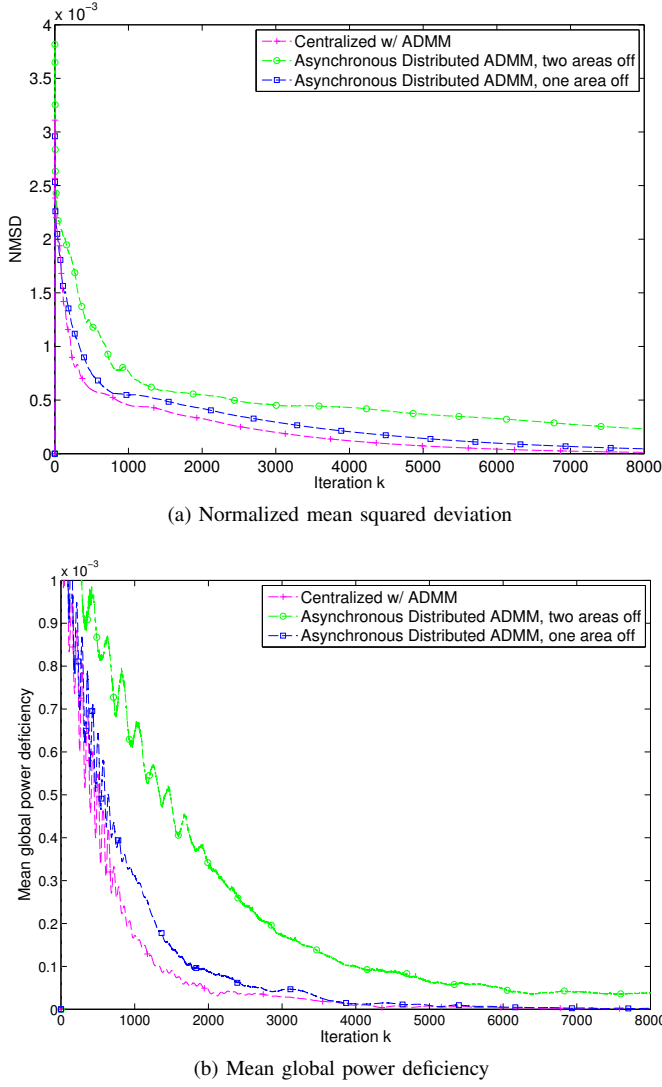 x 10⁻³
4
3.5
3
2.5
2
1.5
1
0.5
0
NMSD
Centralized w/ ADMM
Asynchronous Distributed ADMM, two areas off
Asynchronous Distributed ADMM, one area off
0 1000 2000 3000 4000 5000 6000 7000 8000
Iteration k
(a) Normalized mean squared deviation
x 10⁻³
1
0.9
0.8
0.7
0.6
0.5
0.4
0.3
0.2
0.1
0
Mean global power deficiency
Centralized w/ ADMM
Asynchronous Distributed ADMM, two areas off
Asynchronous Distributed ADMM, one area off
0 1000 2000 3000 4000 5000 6000 7000 8000
Iteration k
(b) Mean global power deficiency